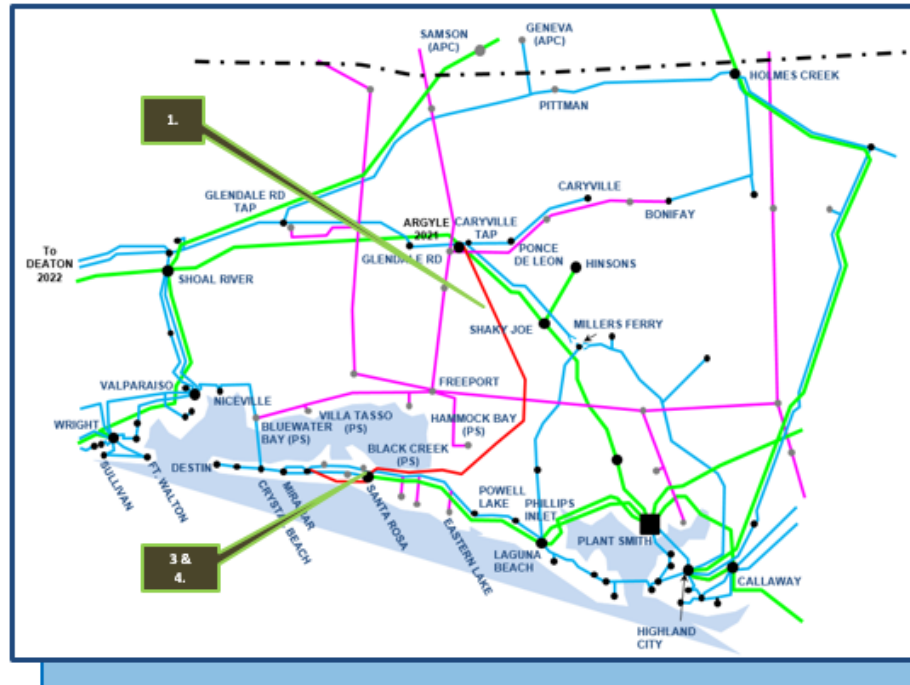 SAMSON
(APC)
GENEVA
(APC)
HOLMES CREEK
PITTMAN
1.
GLENDALE RD
TAP
CARYVILLE
ARGYLE
2021
CARYVILLE
TAP
BONIFAY
To
DEATON
2022
GLENDALE RD
PONCE
DE LEON
HINSONS
SHOAL RIVER
SHAKY JOE
MILLERS FERRY
VALPARAISO
NICEVILLE
FREEPORT
WRIGHT
BLUEWATER
BAY (PS)
VILLA TASSO
(PS)
HAMMOCK BAY
(PS)
BLACK CREEK
(PS)
DESTIN
SULLIVAN
FT. WALTON
CRYSTAL BEACH
MIRAMAR
SANTA ROSA
EASTERN LAKE
POWELL
LAKE
PHILLIPS
INLET
PLANT SMITH
LAGUNA
BEACH
3 &
4.
CALLAWAY
HIGHLAND
CITY